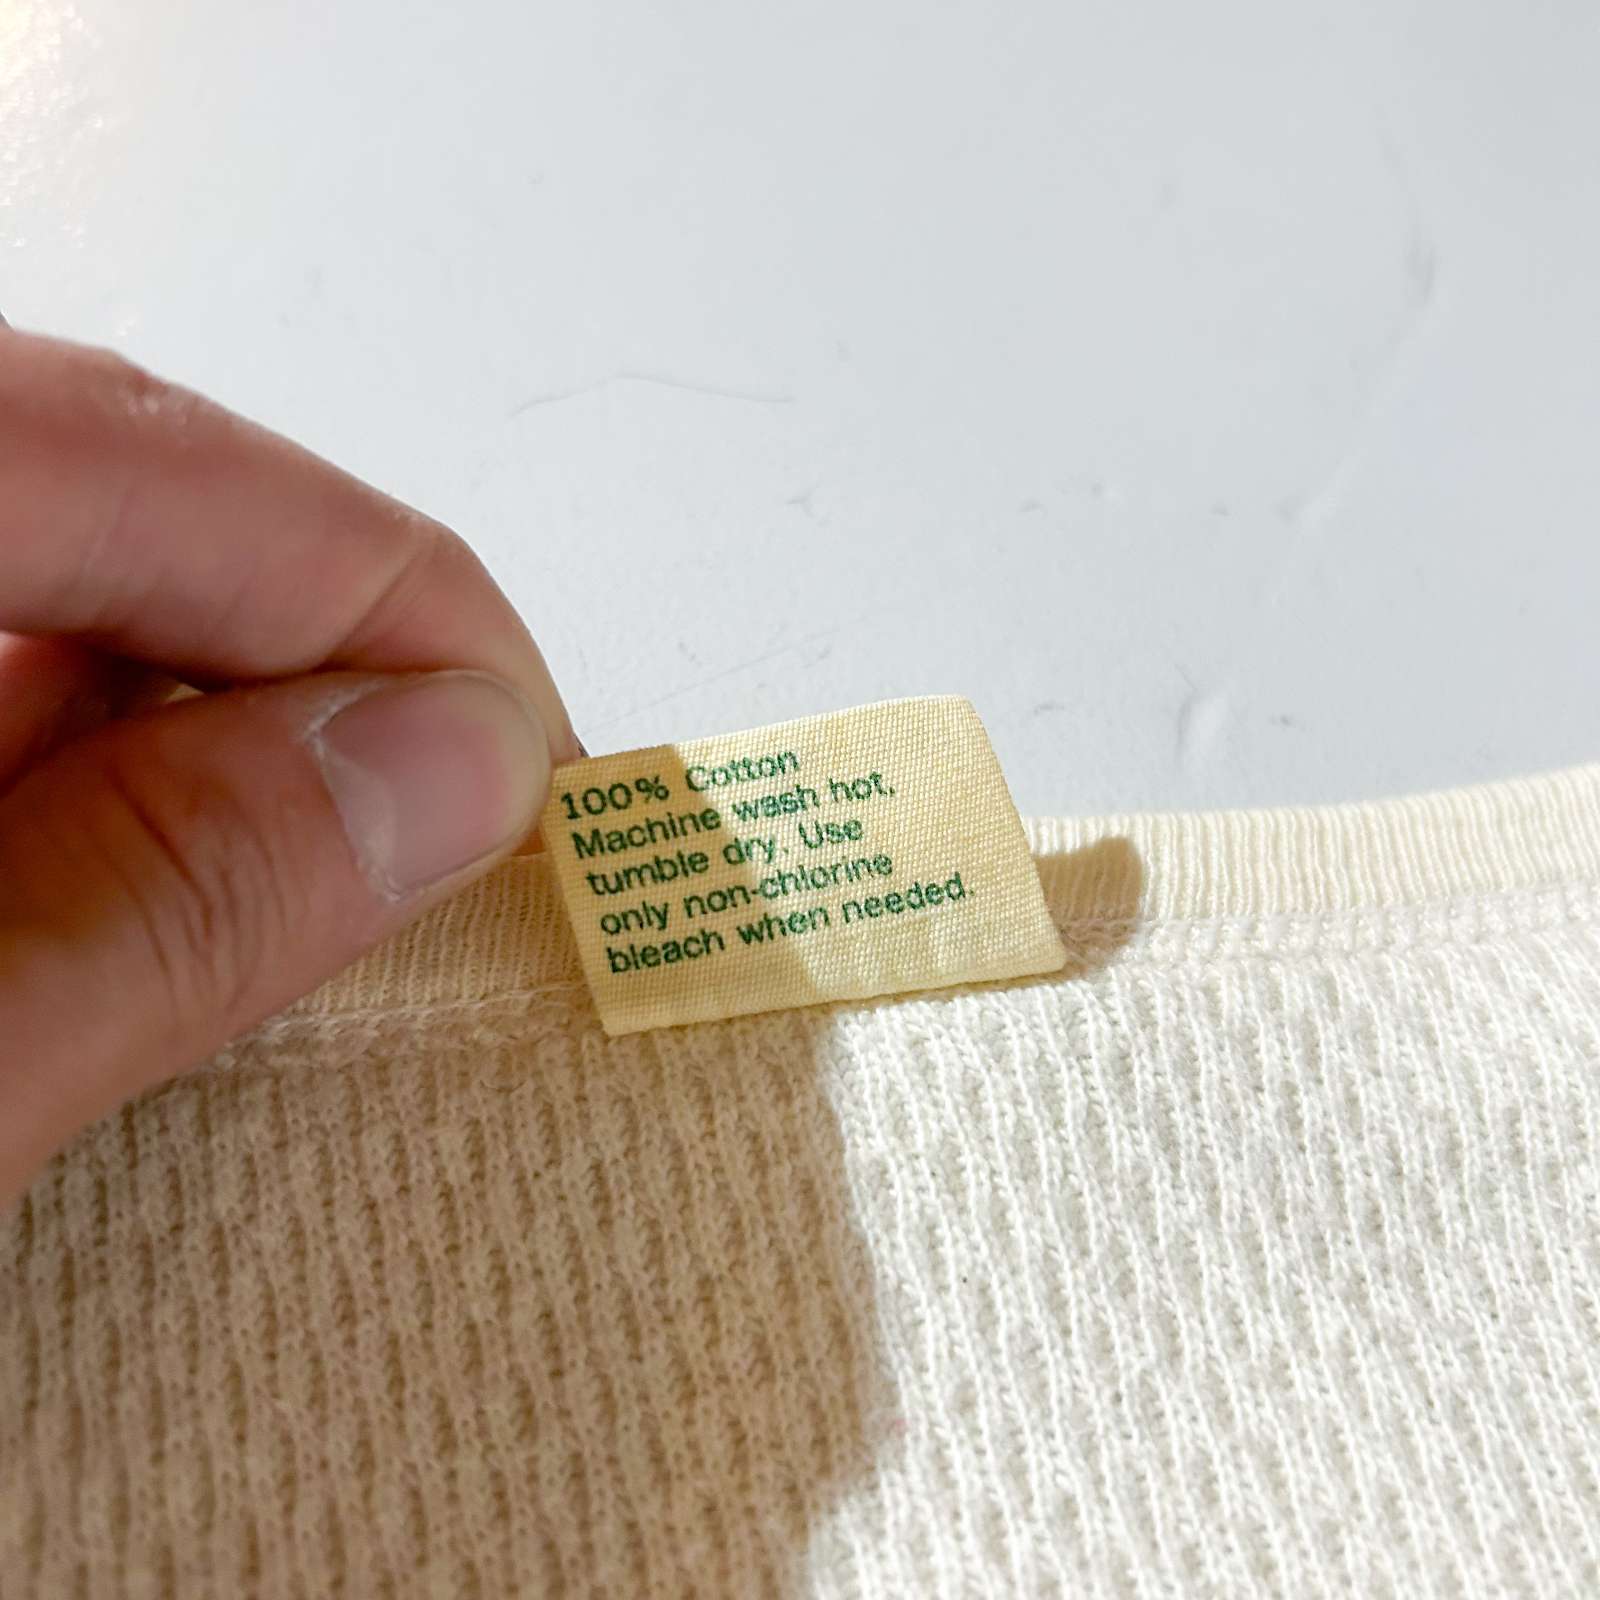 100% Cotton
Machine wash hot,
tumble dry. Use
only non-chlorine
bleach when needed.